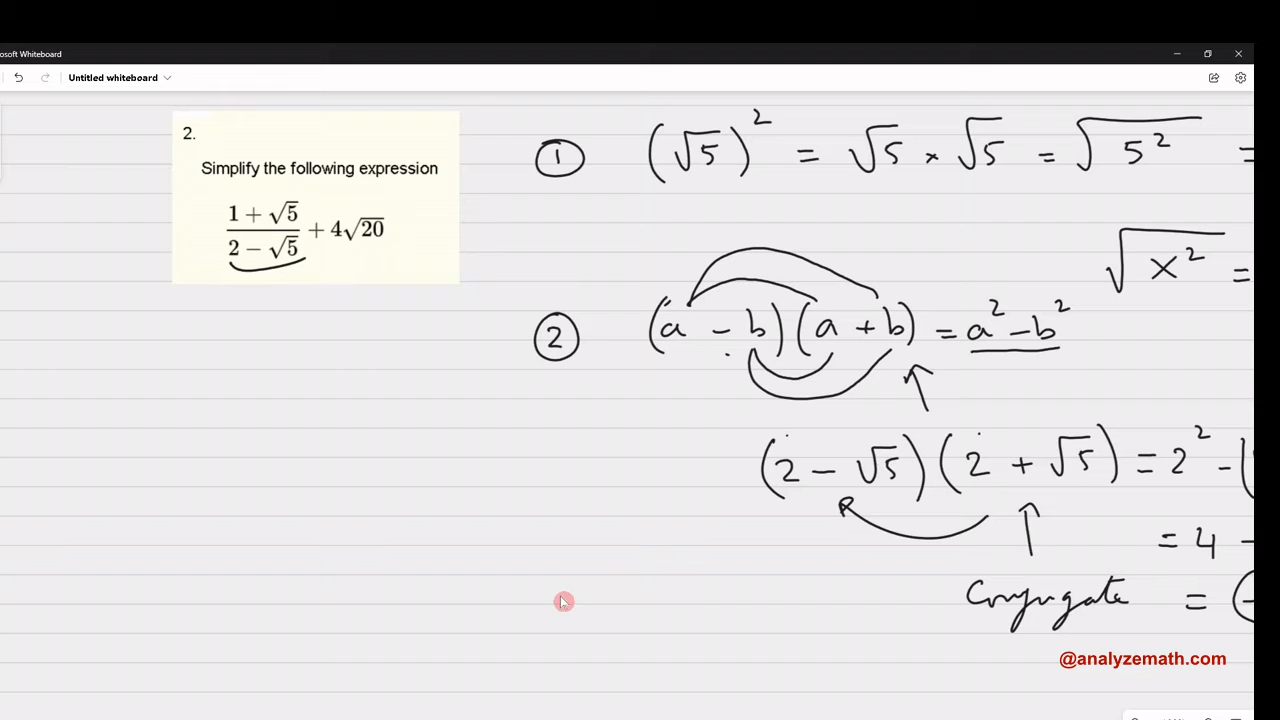 osoft Whiteboard
Untitled whiteboard
2.
Simplify the following expression
(1 + √5)/(2 − √5) + 4√20
① (√5)² = √5 × √5 = √5² =
√x² =
② (a − b)(a + b) = a² − b²
(2 − √5)(2 + √5) = 2² − (
= 4 −
Conjugate = (−
@analyzemath.com